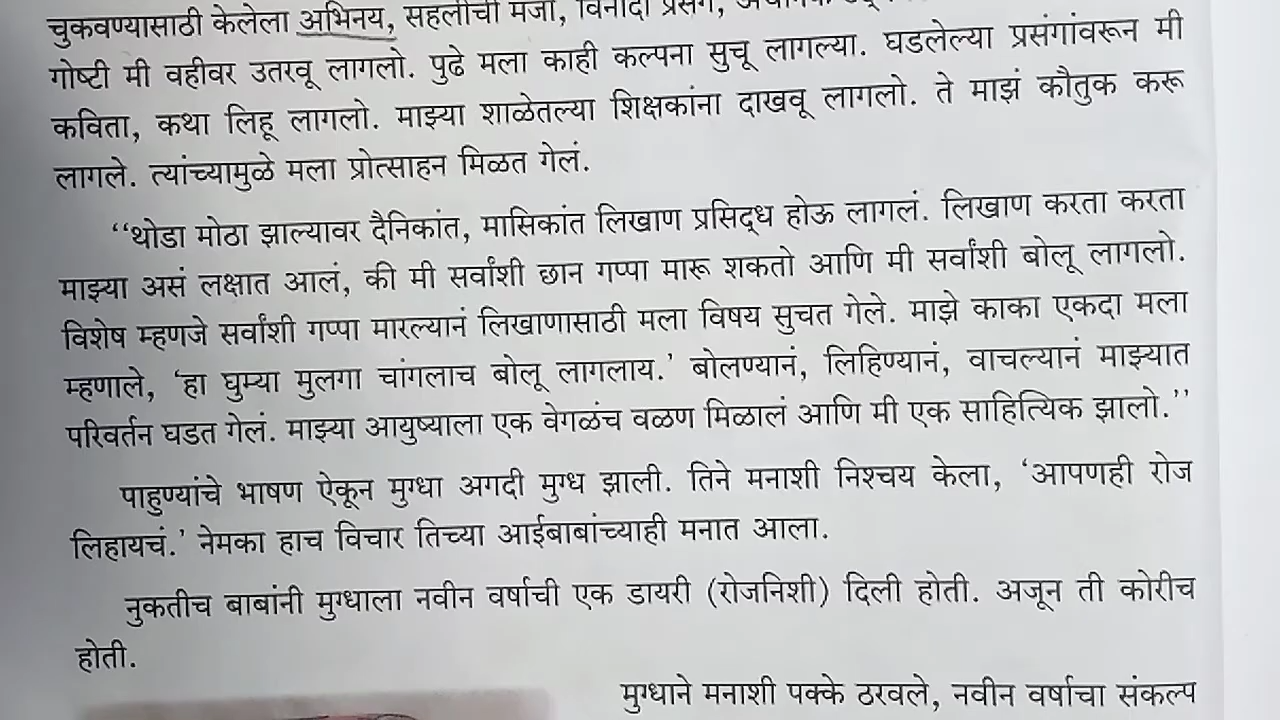 चुकवण्यासाठी केलेला अभिनय, सहलीची मजा, विनोदी प्रसंग,
गोष्टी मी वहीवर उतरवू लागलो. पुढे मला काही कल्पना सुचू लागल्या. घडलेल्या प्रसंगांवरून मी
कविता, कथा लिहू लागलो. माझ्या शाळेतल्या शिक्षकांना दाखवू लागलो. ते माझं कौतुक करू
लागले. त्यांच्यामुळे मला प्रोत्साहन मिळत गेलं.
‘‘थोडा मोठा झाल्यावर दैनिकांत, मासिकांत लिखाण प्रसिद्ध होऊ लागलं. लिखाण करता करता
माझ्या असं लक्षात आलं, की मी सर्वांशी छान गप्पा मारू शकतो आणि मी सर्वांशी बोलू लागलो.
विशेष म्हणजे सर्वांशी गप्पा मारल्यानं लिखाणासाठी मला विषय सुचत गेले. माझे काका एकदा मला
म्हणाले, ‘हा घुम्या मुलगा चांगलाच बोलू लागलाय.’ बोलण्यानं, लिहिण्यानं, वाचल्यानं माझ्यात
परिवर्तन घडत गेलं. माझ्या आयुष्याला एक वेगळंच वळण मिळालं आणि मी एक साहित्यिक झालो.’’
पाहुण्यांचे भाषण ऐकून मुग्धा अगदी मुग्ध झाली. तिने मनाशी निश्चय केला, ‘आपणही रोज
लिहायचं.’ नेमका हाच विचार तिच्या आईबाबांच्याही मनात आला.
नुकतीच बाबांनी मुग्धाला नवीन वर्षाची एक डायरी (रोजनिशी) दिली होती. अजून ती कोरीच
होती.
मुग्धाने मनाशी पक्के ठरवले, नवीन वर्षाचा संकल्प